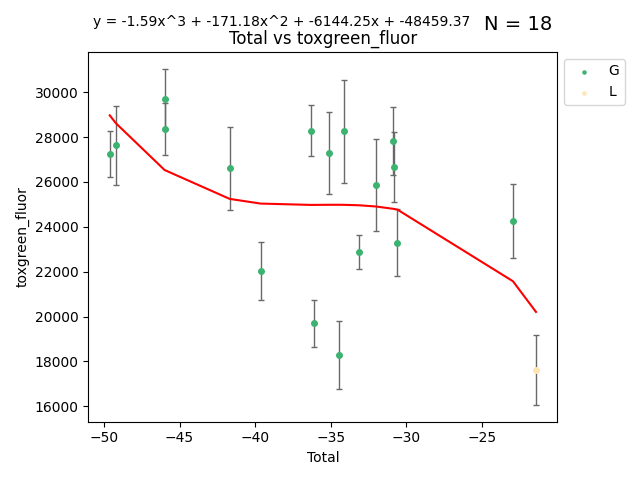 y = -1.59x^3 + -171.18x^2 + -6144.25x + -48459.37 N = 18
Total vs toxgreen_fluor
G
L
toxgreen_fluor
30000
28000
26000
24000
22000
20000
18000
16000
−50 −45 −40 −35 −30 −25
Total